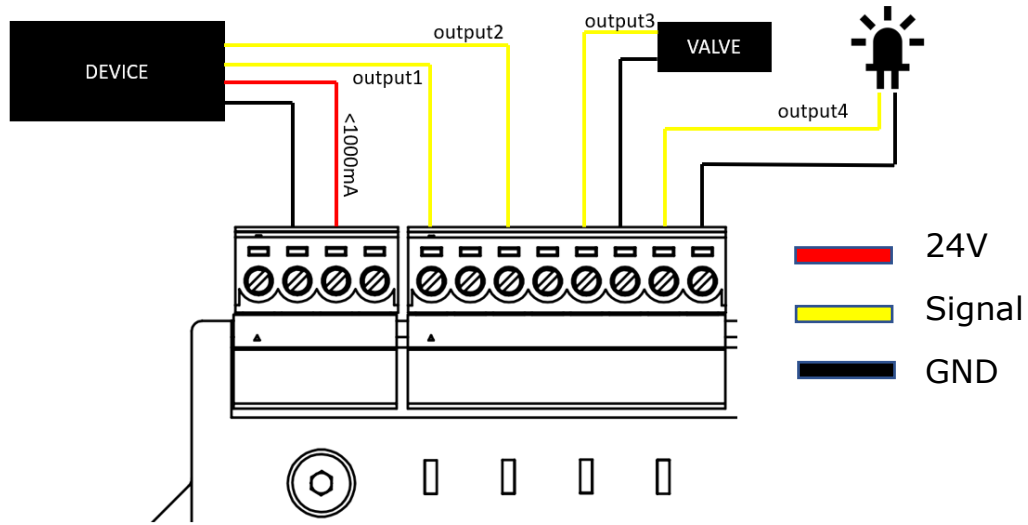 output3
output2
VALVE
DEVICE
output1
output4
<1000mA
24V
Signal
GND